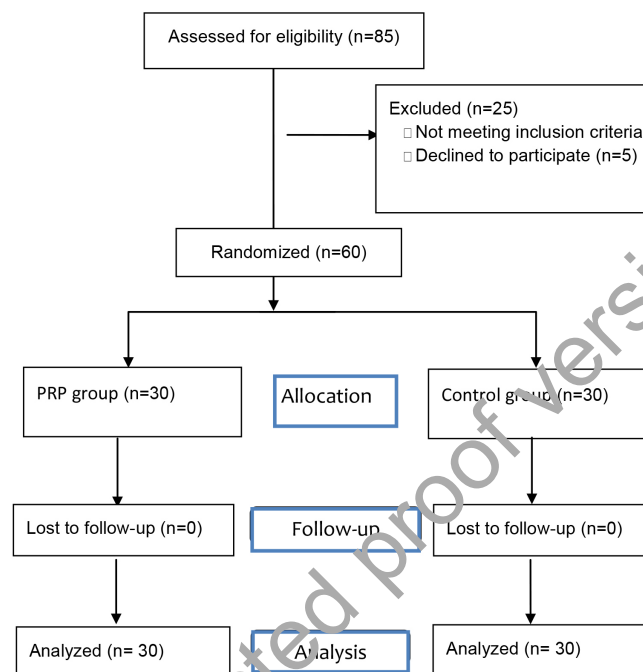 Assessed for eligibility (n=85)
Excluded (n=25)
Not meeting inclusion criteria
Declined to participate (n=5)
Randomized (n=60)
PRP group (n=30)
Allocation
Control group (n=30)
Lost to follow-up (n=0)
Follow-up
Lost to follow-up (n=0)
Analyzed (n= 30)
Analysis
Analyzed (n= 30)
proof